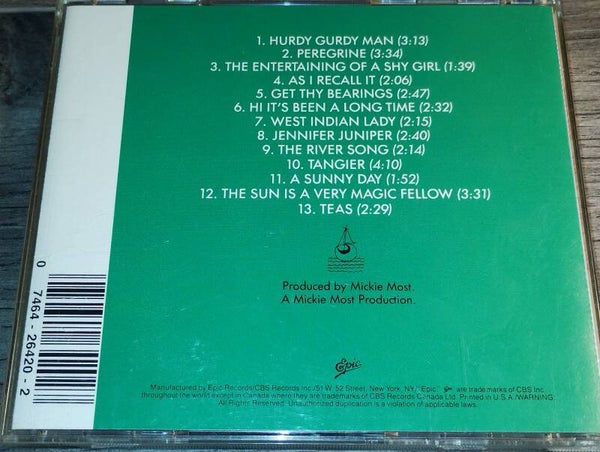 1. HURDY GURDY MAN (3:13)
2. PEREGRINE (3:34)
3. THE ENTERTAINING OF A SHY GIRL (1:39)
4. AS I RECALL IT (2:06)
5. GET THY BEARINGS (2:47)
6. HI IT'S BEEN A LONG TIME (2:32)
7. WEST INDIAN LADY (2:15)
8. JENNIFER JUNIPER (2:40)
9. THE RIVER SONG (2:14)
10. TANGIER (4:10)
11. A SUNNY DAY (1:52)
12. THE SUN IS A VERY MAGIC FELLOW (3:31)
13. TEAS (2:29)
Produced by Mickie Most.
A Mickie Most Production.
Epic
Manufactured by Epic Records/CBS Records Inc./51 W. 52 Street, New York, NY/"Epic," are trademarks of CBS Inc.
throughout the world except in Canada where they are trademarks of CBS Records Canada Ltd. Printed in U.S.A./WARNING:
All Rights Reserved. Unauthorized duplication is a violation of applicable laws.
0 7464 - 26420 - 2